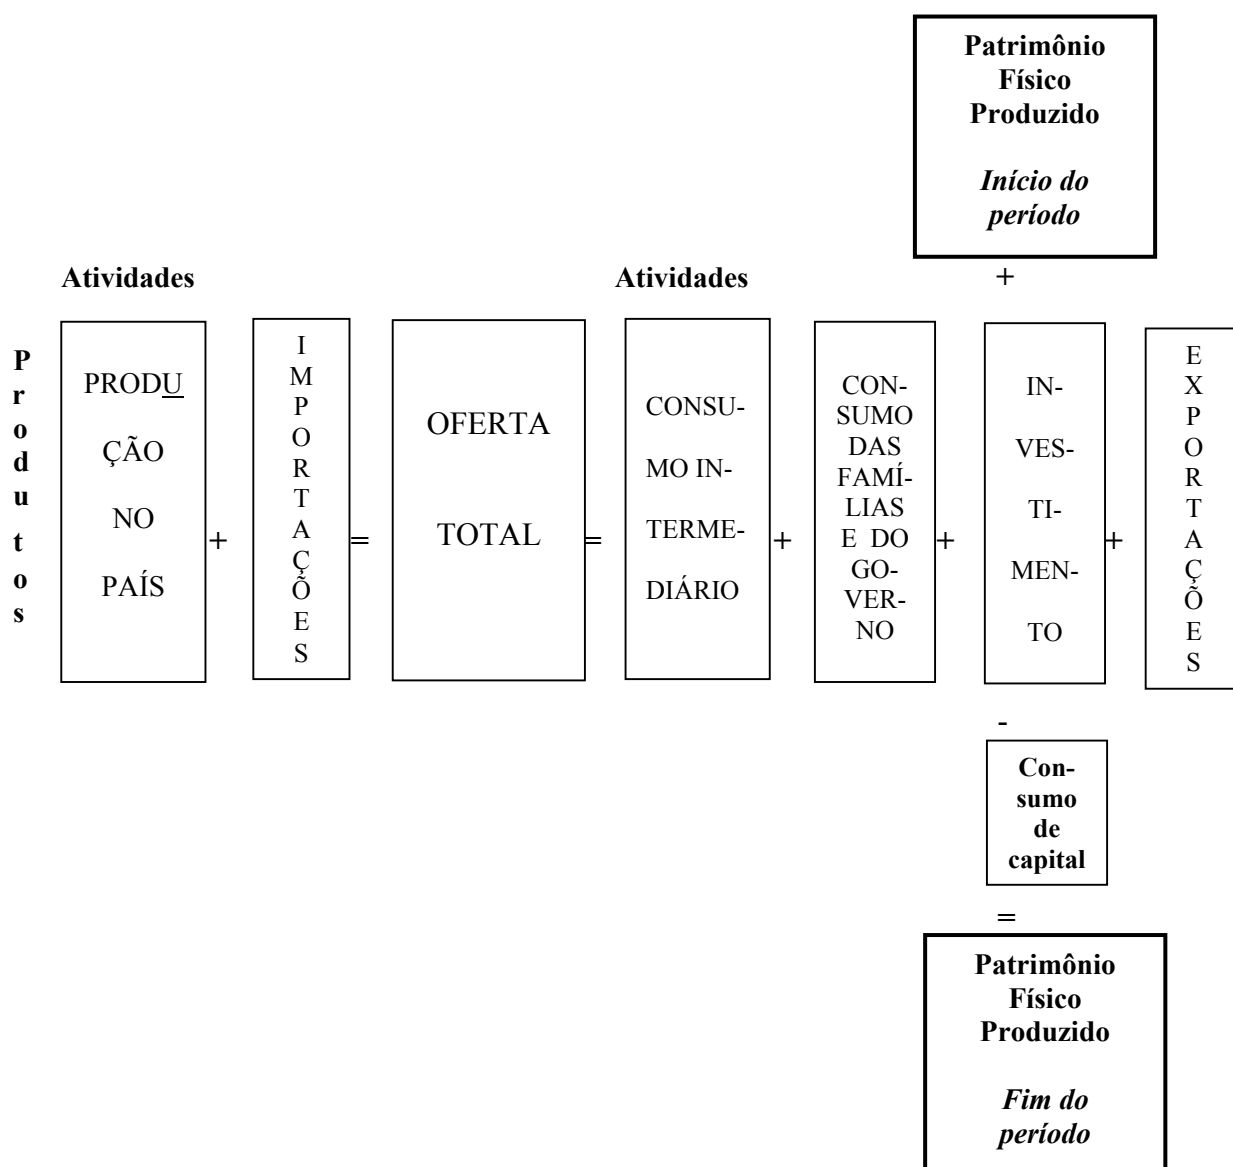 Patrimônio
Físico
Produzido
Início do
período
Atividades
Atividades
+
P
r
o
d
u
t
o
s
PRODU
ÇÃO
NO
PAÍS
+
I
M
P
O
R
T
A
Ç
Õ
E
S
=
OFERTA
TOTAL
=
CONSU-
MO IN-
TERME-
DIÁRIO
+
CON-
SUMO
DAS
FAMÍ-
LIAS
E DO
GO-
VER-
NO
+
IN-
VES-
TI-
MEN-
TO
+
E
X
P
O
R
T
A
Ç
Õ
E
S
-
Con-
sumo
de
capital
=
Patrimônio
Físico
Produzido
Fim do
período